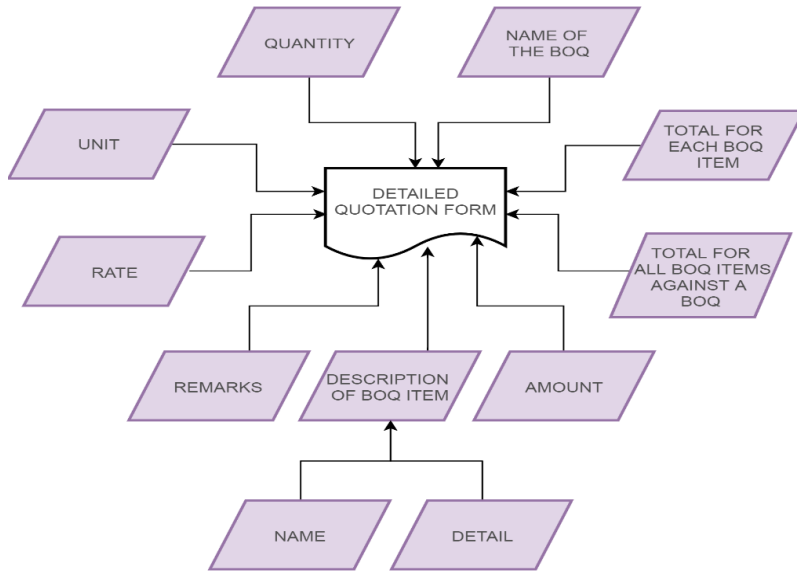 QUANTITY
NAME OF
THE BOQ
UNIT
TOTAL FOR
EACH BOQ
ITEM
DETAILED
QUOTATION FORM
RATE
TOTAL FOR
ALL BOQ ITEMS
AGAINST A
BOQ
REMARKS
DESCRIPTION
OF BOQ ITEM
AMOUNT
NAME
DETAIL